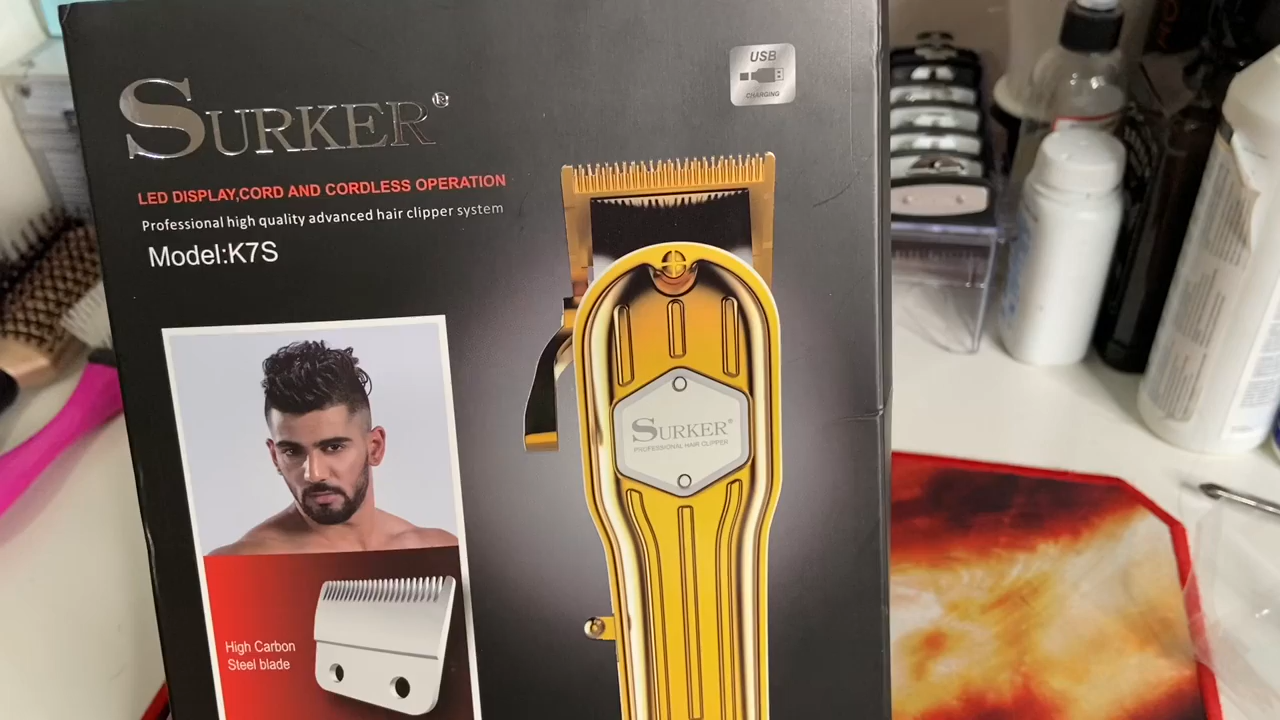 SURKER®
USB
CHARGING
LED DISPLAY,CORD AND CORDLESS OPERATION
Professional high quality advanced hair clipper system
Model:K7S
SURKER®
PROFESSIONAL HAIR CLIPPER
High Carbon
Steel blade